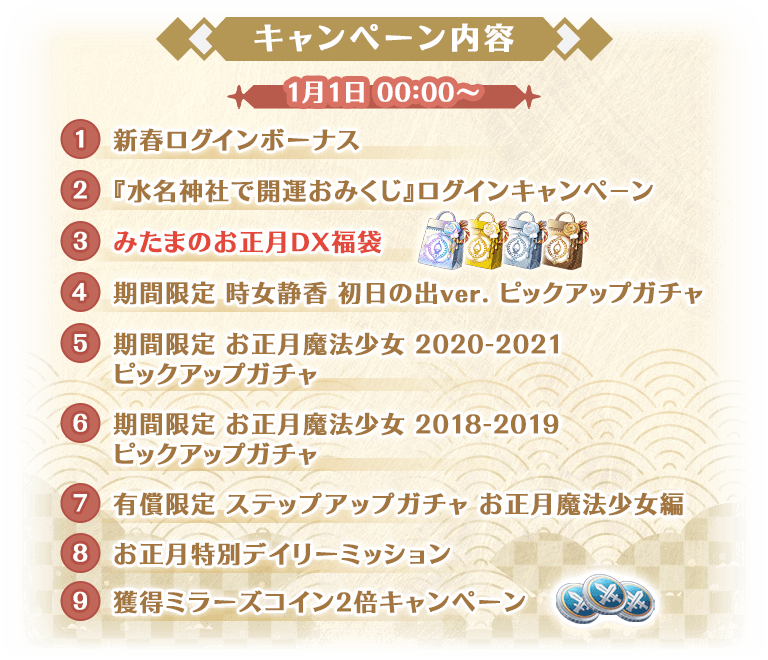 キャンペーン内容
1月1日 00:00～
1 新春ログインボーナス
2 『水名神社で開運おみくじ』ログインキャンペーン
3 みたまのお正月DX福袋
4 期間限定 時女静香 初日の出ver. ピックアップガチャ
5 期間限定 お正月魔法少女 2020-2021
ピックアップガチャ
6 期間限定 お正月魔法少女 2018-2019
ピックアップガチャ
7 有償限定 ステップアップガチャ お正月魔法少女編
8 お正月特別デイリーミッション
9 獲得ミラーズコイン2倍キャンペーン